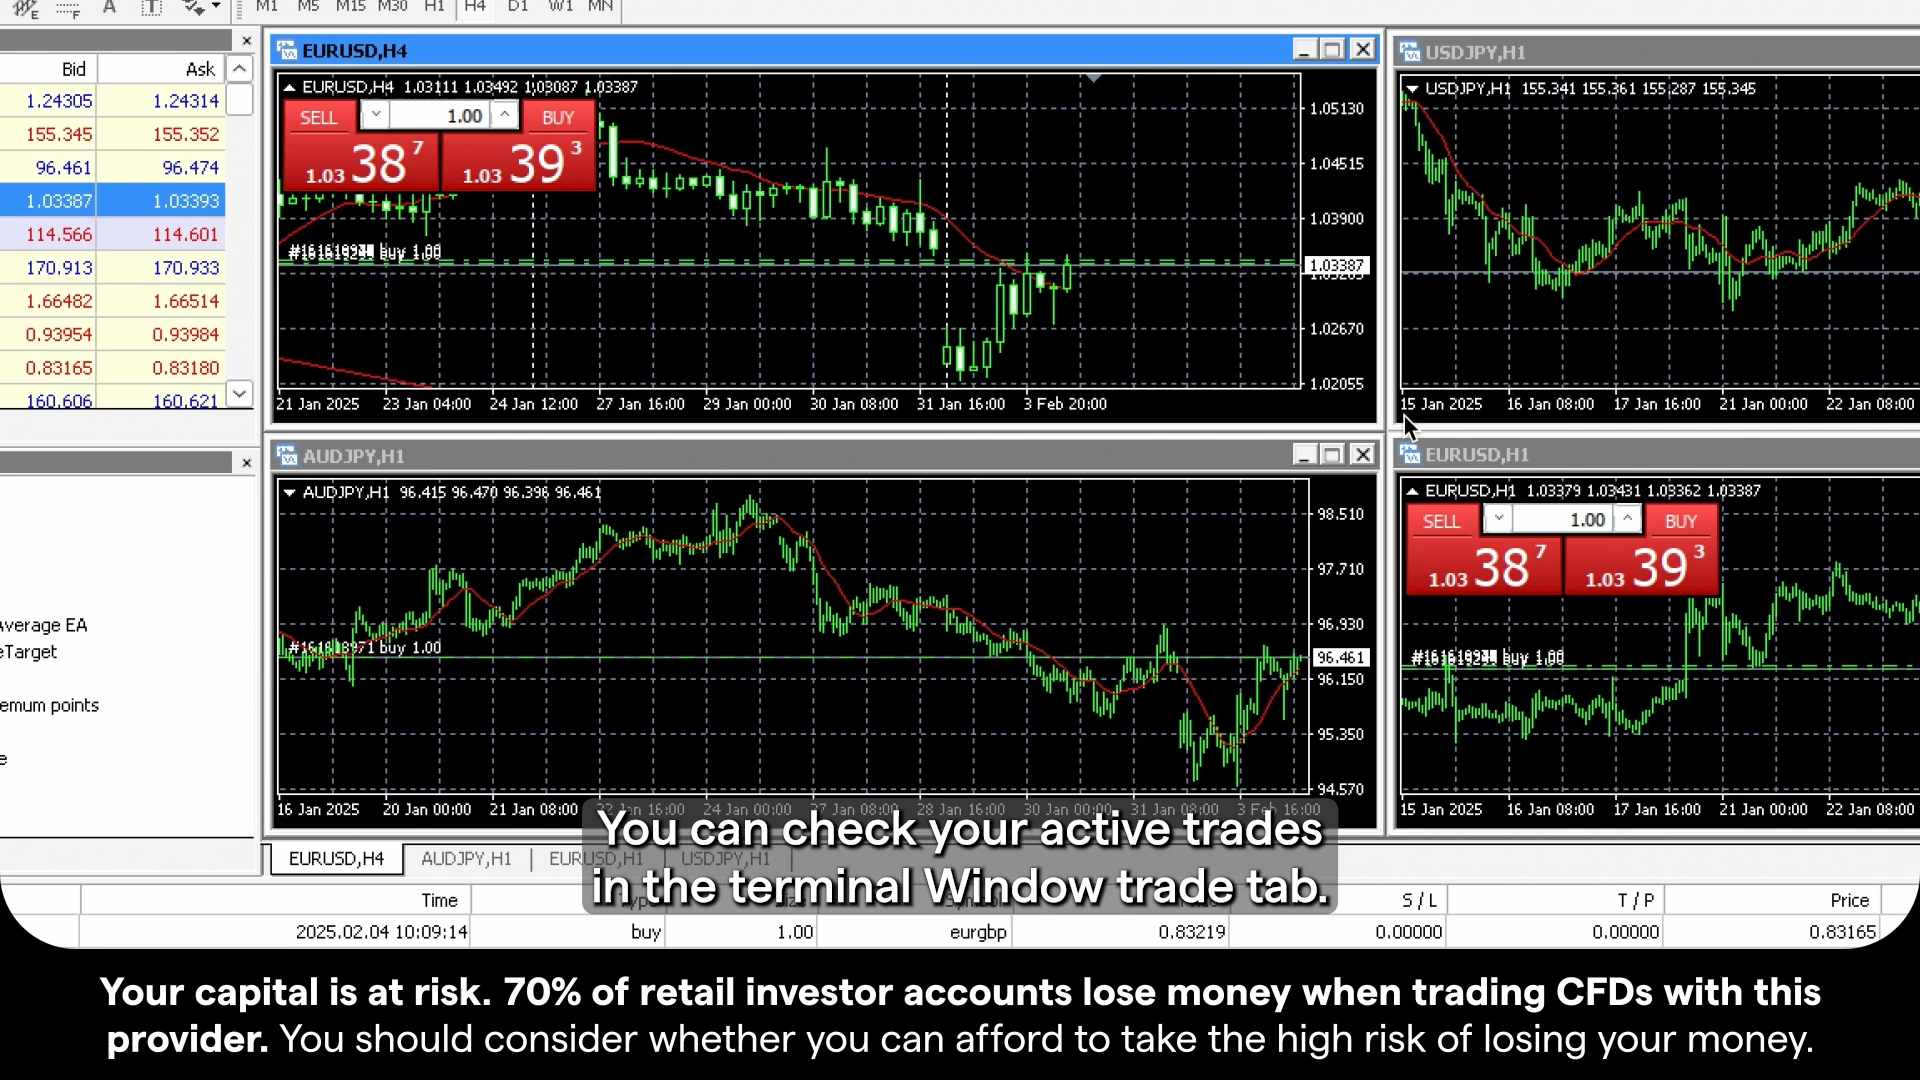 E F A T M1 M5 M15 M30 H1 H4 D1 W1 MN
Bid Ask
1.24305 1.24314
155.345 155.352
96.461 96.474
1.03387 1.03393
114.566 114.601
170.913 170.933
1.66482 1.66514
0.93954 0.93984
0.83165 0.83180
160.606 160.621
Average EA
eTarget
emum points
e
EURUSD,H4
EURUSD,H4 1.03111 1.03492 1.03087 1.03387
SELL 1.00 BUY
1.03 38 7 1.03 39 3
buy 1.00
1.05130
1.04515
1.03900
1.03387
1.02670
1.02055
21 Jan 2025 23 Jan 04:00 24 Jan 12:00 27 Jan 16:00 29 Jan 00:00 30 Jan 08:00 31 Jan 16:00 3 Feb 20:00
USDJPY,H1
USDJPY,H1 155.341 155.361 155.287 155.345
15 Jan 2025 16 Jan 08:00 17 Jan 16:00 21 Jan 00:00 22 Jan 08:00
AUDJPY,H1
AUDJPY,H1 96.415 96.470 96.396 96.461
buy 1.00
98.510
97.710
96.930
96.461
96.150
95.350
94.570
16 Jan 2025 20 Jan 00:00 21 Jan 08:00 22 Jan 16:00 24 Jan 00:00 27 Jan 08:00 28 Jan 16:00 30 Jan 00:00 31 Jan 08:00 3 Feb 16:00
EURUSD,H1
EURUSD,H1 1.03379 1.03431 1.03362 1.03387
SELL 1.00 BUY
1.03 38 7 1.03 39 3
buy 1.00
15 Jan 2025 16 Jan 08:00 17 Jan 16:00 21 Jan 00:00 22 Jan 08:00
EURUSD,H4 AUDJPY,H1 EURUSD,H1 USDJPY,H1
You can check your active trades
in the terminal Window trade tab.
Time S / L T / P Price
2025.02.04 10:09:14 buy 1.00 eurgbp 0.83219 0.00000 0.00000 0.83165
Your capital is at risk. 70% of retail investor accounts lose money when trading CFDs with this
provider. You should consider whether you can afford to take the high risk of losing your money.